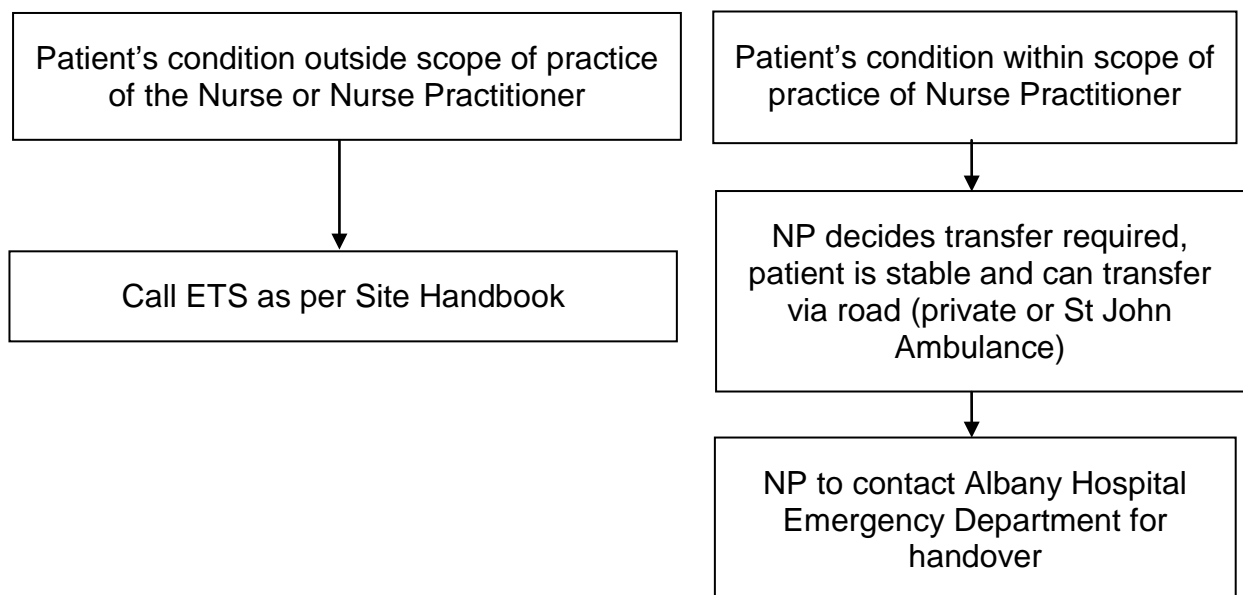 Patient’s condition outside scope of practice
of the Nurse or Nurse Practitioner
Call ETS as per Site Handbook
Patient’s condition within scope of
practice of Nurse Practitioner
NP decides transfer required,
patient is stable and can transfer
via road (private or St John
Ambulance)
NP to contact Albany Hospital
Emergency Department for
handover